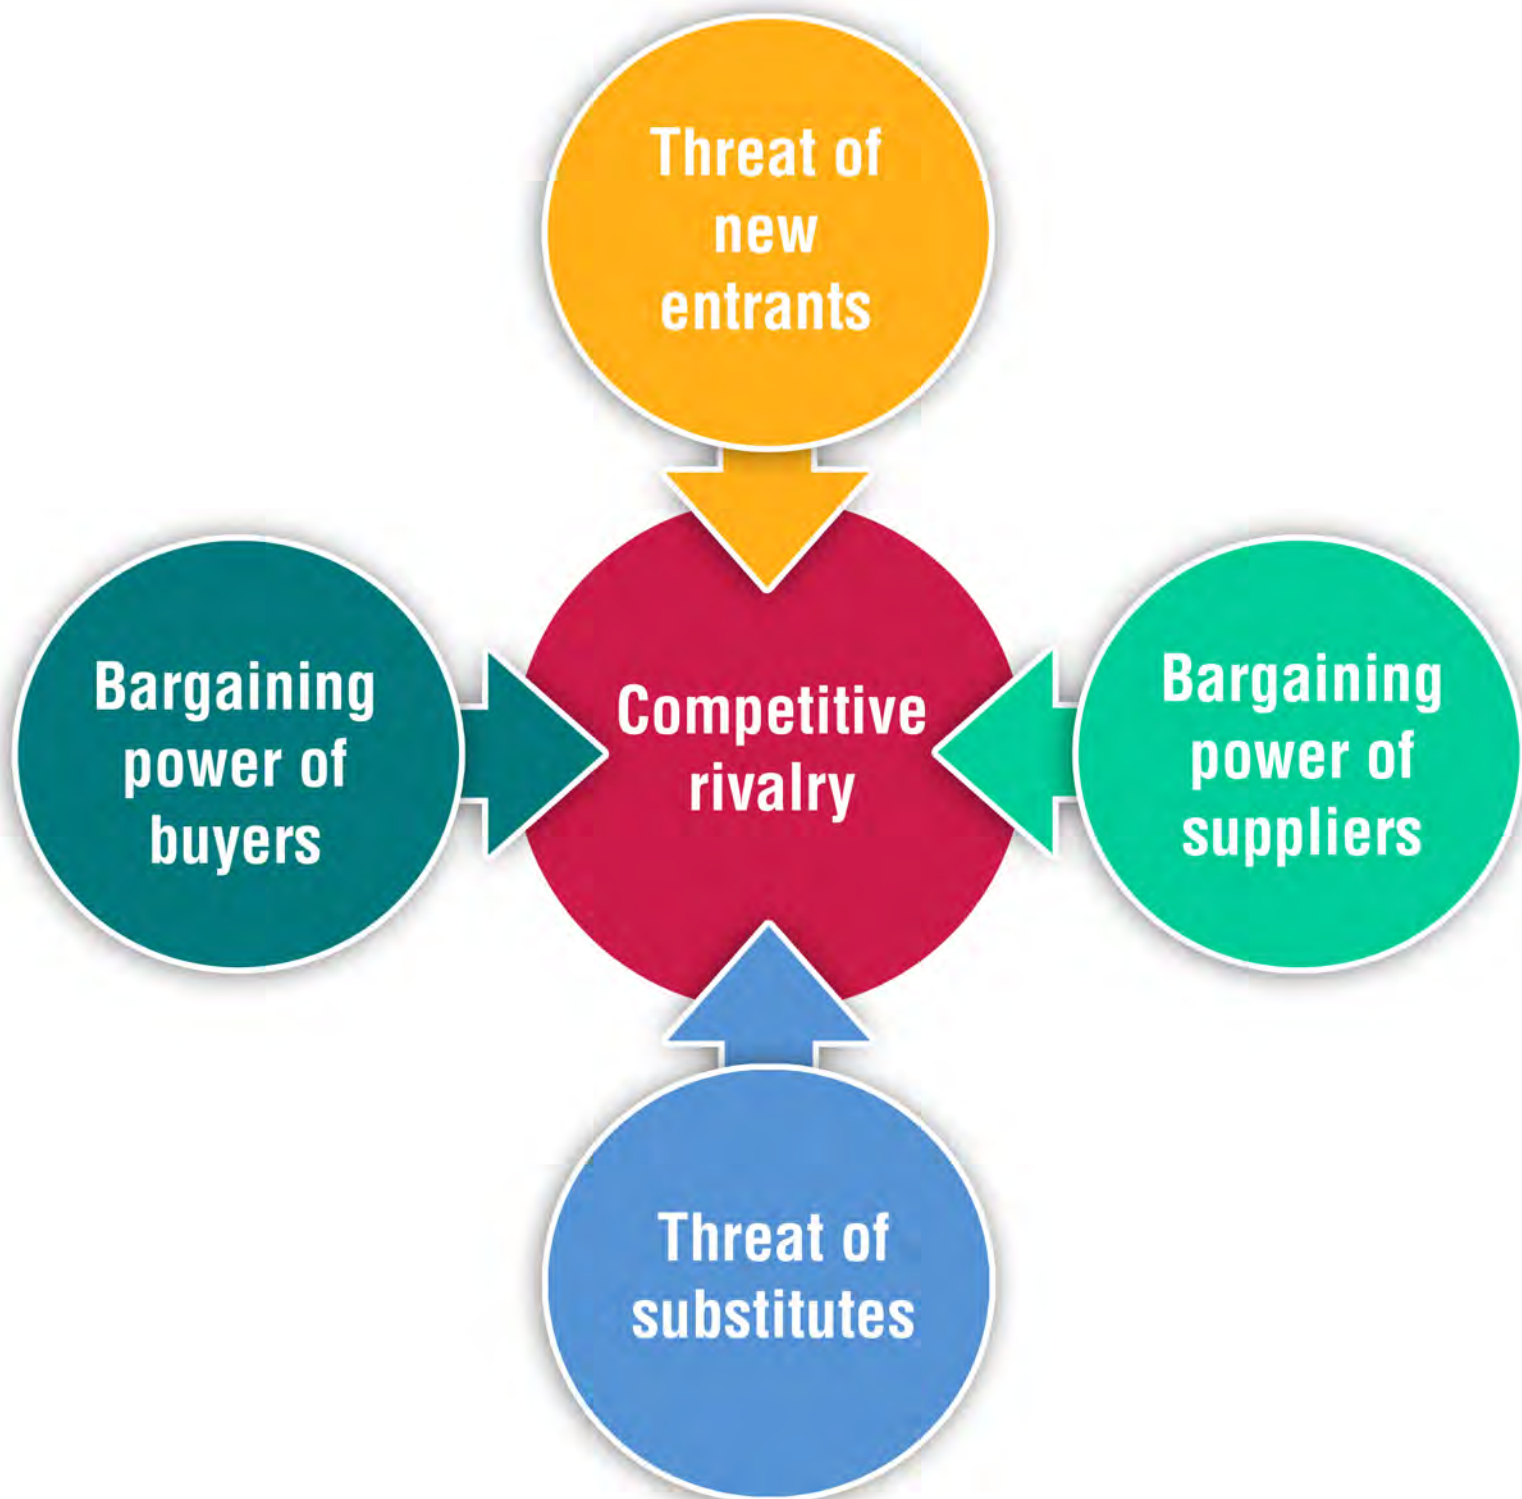 Threat of
new
entrants
Bargaining
power of
buyers
Competitive
rivalry
Bargaining
power of
suppliers
Threat of
substitutes